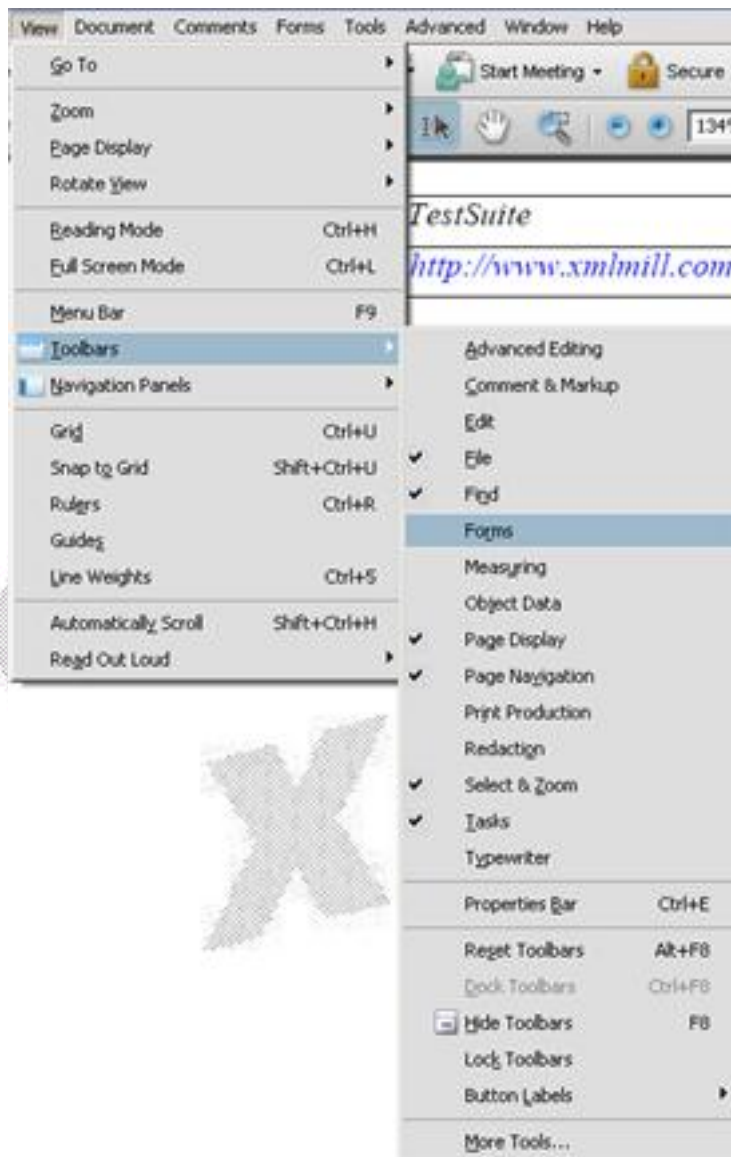 View Document Comments Forms Tools Advanced Window Help
Start Meeting Secure
134%
Go To
Zoom
Page Display
Rotate View
Reading Mode Ctrl+H
Full Screen Mode Ctrl+L
Menu Bar F9
Toolbars
Navigation Panels
Grid Ctrl+U
Snap to Grid Shift+Ctrl+U
Rulers Ctrl+R
Guides
Line Weights Ctrl+5
Automatically Scroll Shift+Ctrl+H
Read Out Loud
TestSuite
http://www.xmlmill.com
Advanced Editing
Comment & Markup
Edit
File
Find
Forms
Measuring
Object Data
Page Display
Page Navigation
Print Production
Redaction
Select & Zoom
Tasks
Typewriter
Properties Bar Ctrl+E
Reset Toolbars Alt+F8
Dock Toolbars Ctrl+F8
Hide Toolbars F8
Lock Toolbars
Button Labels
More Tools...
X